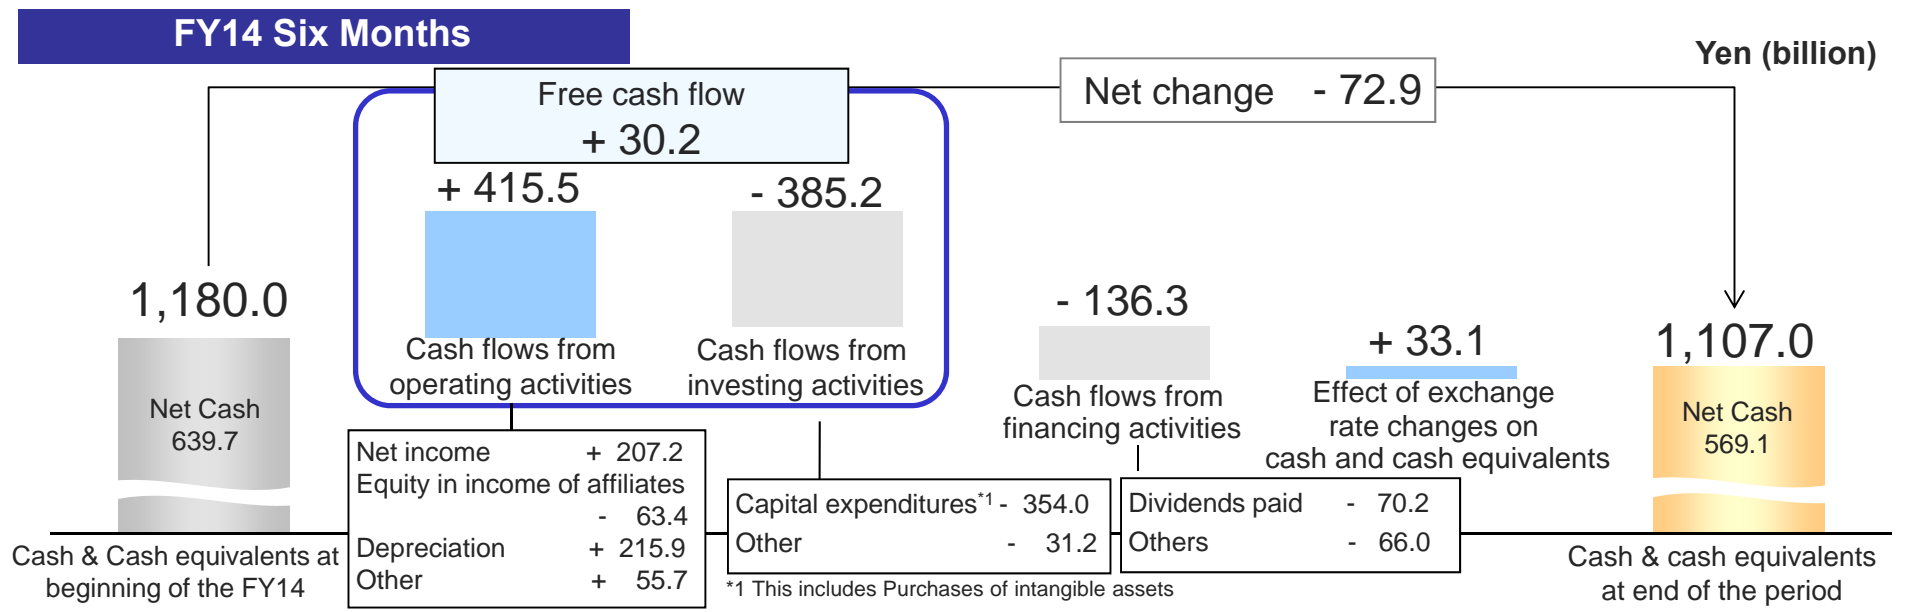 FY14 Six Months
Yen (billion)
Free cash flow
+ 30.2
Net change - 72.9
+ 415.5
- 385.2
1,180.0
- 136.3
+ 33.1
1,107.0
Net Cash
639.7
Cash flows from
operating activities
Cash flows from
investing activities
Cash flows from
financing activities
Effect of exchange
rate changes on
cash and cash equivalents
Net Cash
569.1
Net income + 207.2
Equity in income of affiliates
- 63.4
Depreciation + 215.9
Other + 55.7
Capital expenditures*1 - 354.0
Other - 31.2
Dividends paid - 70.2
Others - 66.0
*1 This includes Purchases of intangible assets
Cash & Cash equivalents at
beginning of the FY14
Cash & cash equivalents
at end of the period